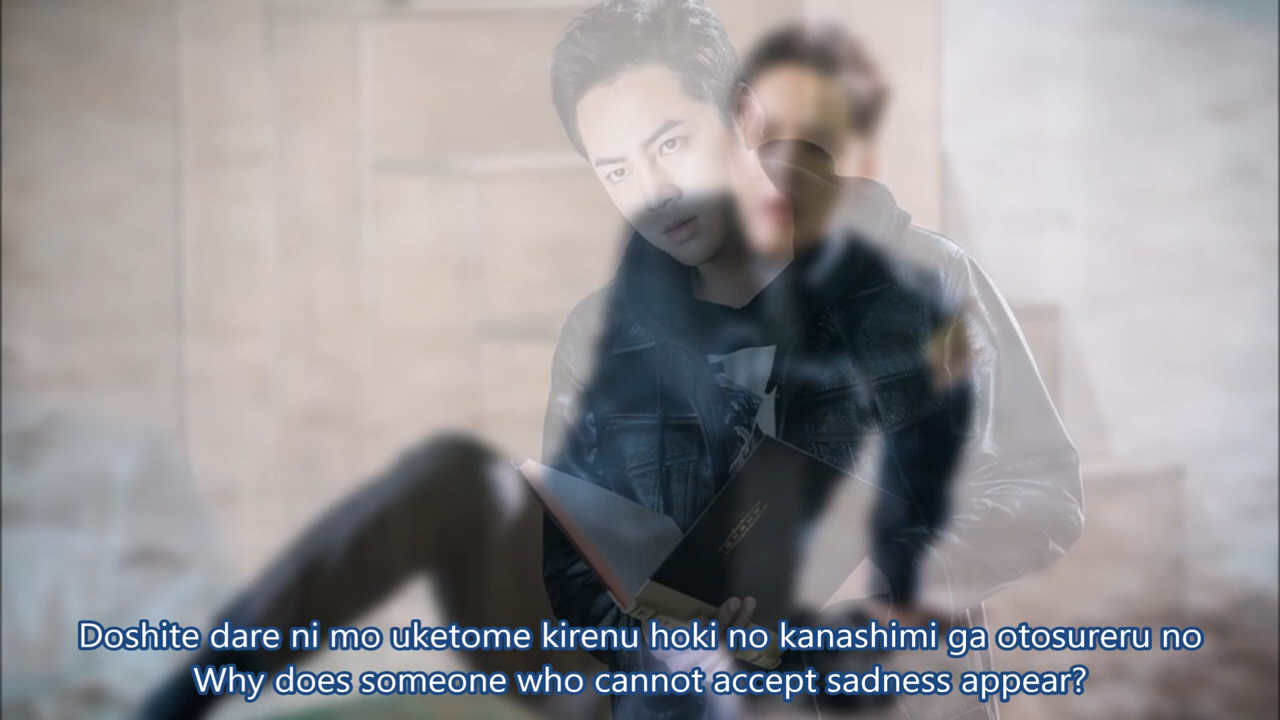 Doshite dare ni mo uketome kirenu hoki no kanashimi ga otosureru no
Why does someone who cannot accept sadness appear?